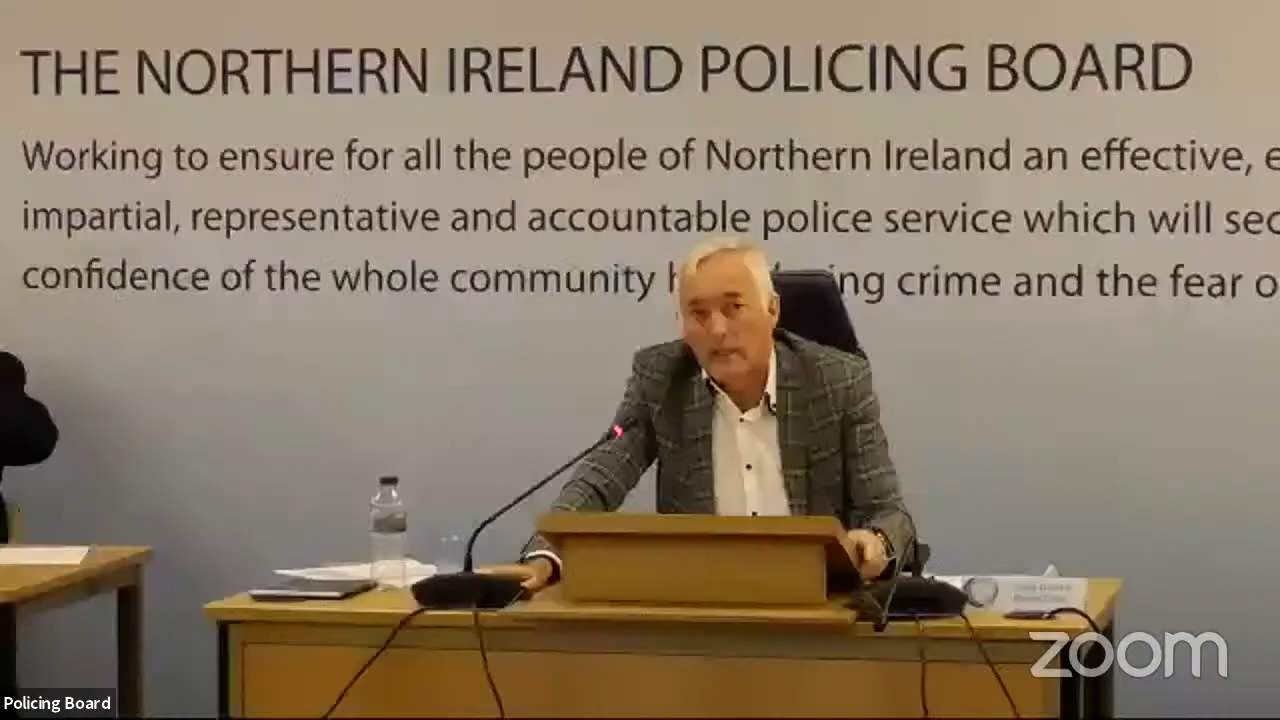 THE NORTHERN IRELAND POLICING BOARD
Working to ensure for all the people of Northern Ireland an effective, e
impartial, representative and accountable police service which will sec
confidence of the whole community h ing crime and the fear o
zoom
Policing Board